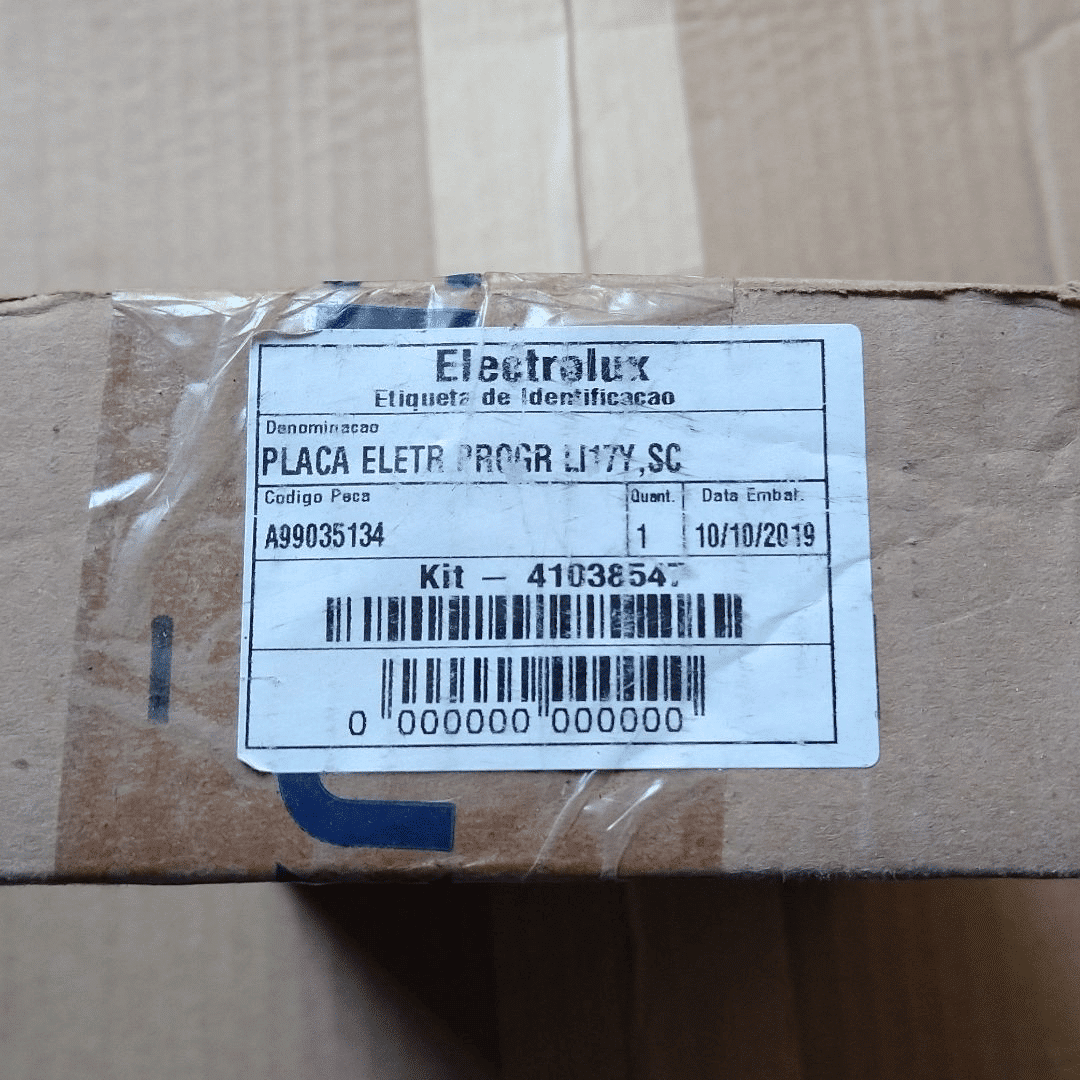 Electrolux
Etiqueta de Identificacao
Denominacao
PLACA ELETR PROGR LI17Y,SC
Codigo Peca Quant. Data Embal.
A99035134 1 10/10/2019
Kit - 41038547
0 000000 000000